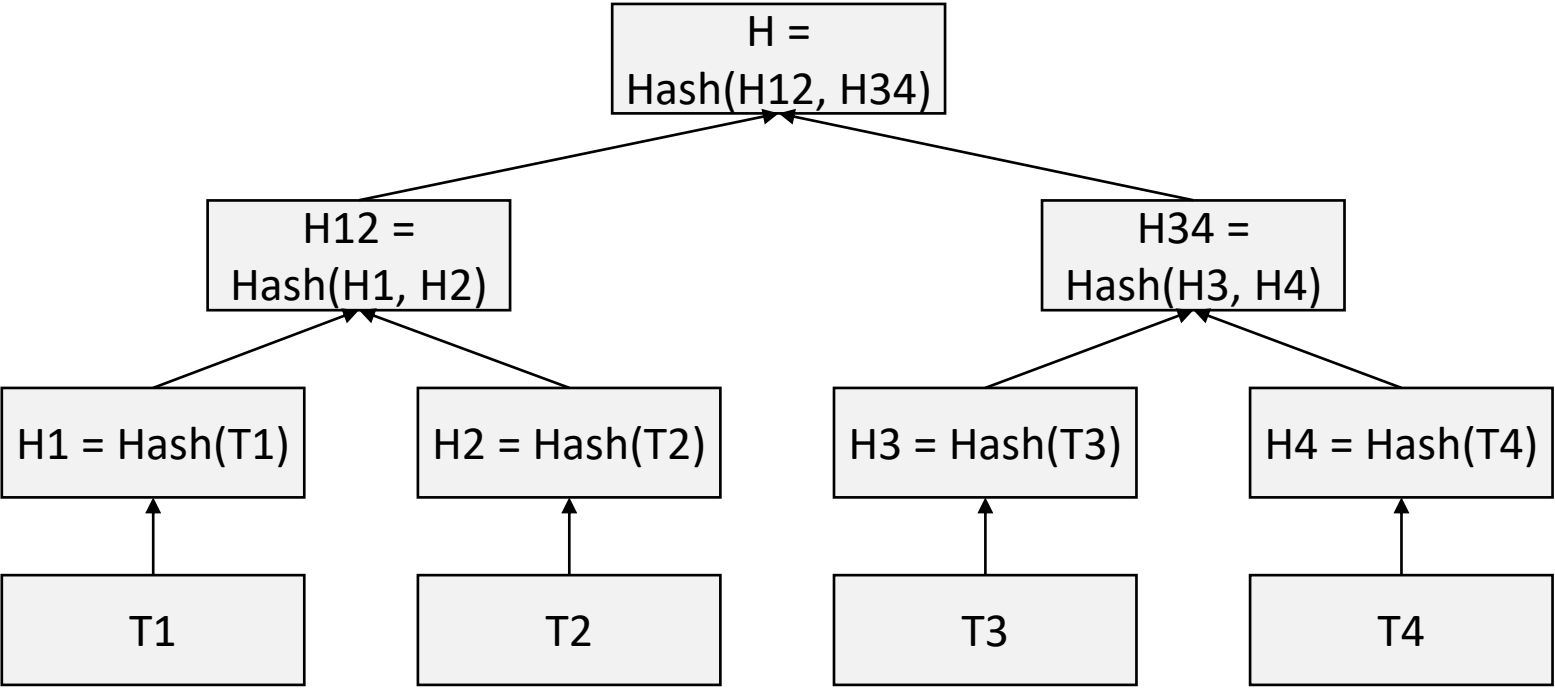 H =
Hash(H12, H34)
H12 =
Hash(H1, H2)
H34 =
Hash(H3, H4)
H1 = Hash(T1)
H2 = Hash(T2)
H3 = Hash(T3)
H4 = Hash(T4)
T1
T2
T3
T4